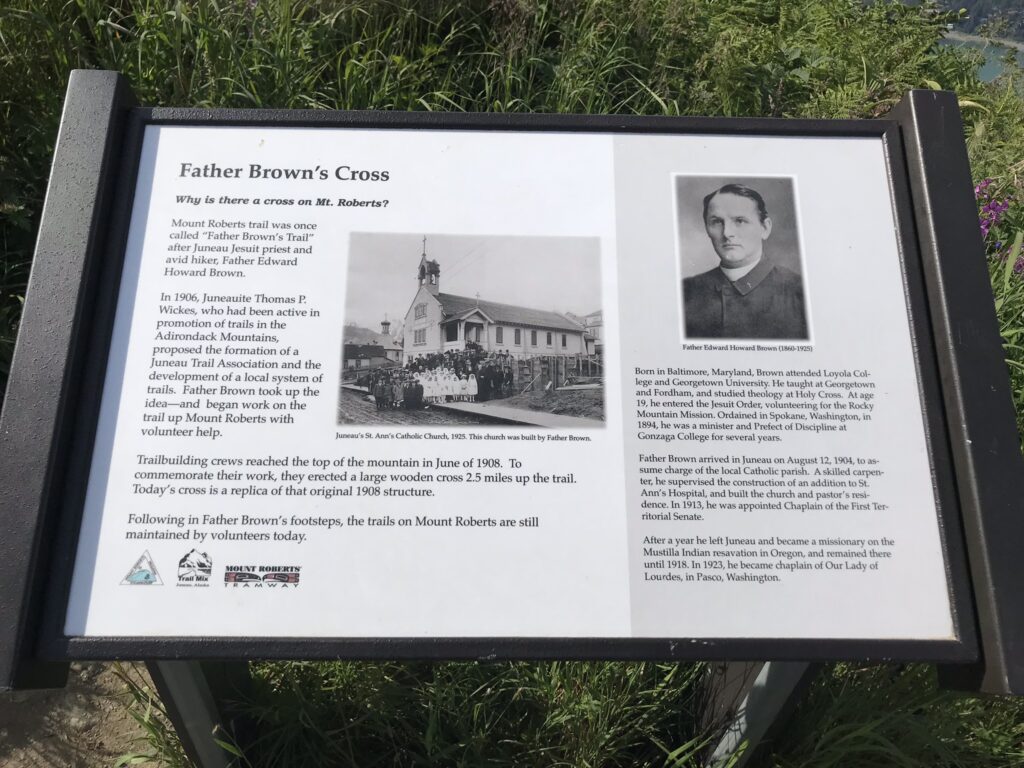 Father Brown's Cross
Why is there a cross on Mt. Roberts?
Mount Roberts trail was once
called "Father Brown's Trail"
after Juneau Jesuit priest and
avid hiker, Father Edward
Howard Brown.
In 1906, Juneauite Thomas P.
Wickes, who had been active in
promotion of trails in the
Adirondack Mountains,
proposed the formation of a
Juneau Trail Association and the
development of a local system of
trails.  Father Brown took up the
idea—and  began work on the
trail up Mount Roberts with
volunteer help.
Juneau's St. Ann's Catholic Church, 1925. This church was built by Father Brown.
Trailbuilding crews reached the top of the mountain in June of 1908.  To
commemorate their work, they erected a large wooden cross 2.5 miles up the trail.
Today's cross is a replica of that original 1908 structure.
Following in Father Brown's footsteps, the trails on Mount Roberts are still
maintained by volunteers today.
Trail Mix
Juneau, Alaska
MOUNT ROBERTS
TRAMWAY
Father Edward Howard Brown (1860-1925)
Born in Baltimore, Maryland, Brown attended Loyola Col-
lege and Georgetown University. He taught at Georgetown
and Fordham, and studied theology at Holy Cross.  At age
19, he entered the Jesuit Order, volunteering for the Rocky
Mountain Mission. Ordained in Spokane, Washington, in
1894, he was a minister and Prefect of Discipline at
Gonzaga College for several years.
Father Brown arrived in Juneau on August 12, 1904, to as-
sume charge of the local Catholic parish.  A skilled carpen-
ter, he supervised the construction of an addition to St.
Ann's Hospital, and built the church and pastor's resi-
dence. In 1913, he was appointed Chaplain of the First Ter-
ritorial Senate.
After a year he left Juneau and became a missionary on the
Mustilla Indian resavation in Oregon, and remained there
until 1918. In 1923, he became chaplain of Our Lady of
Lourdes, in Pasco, Washington.